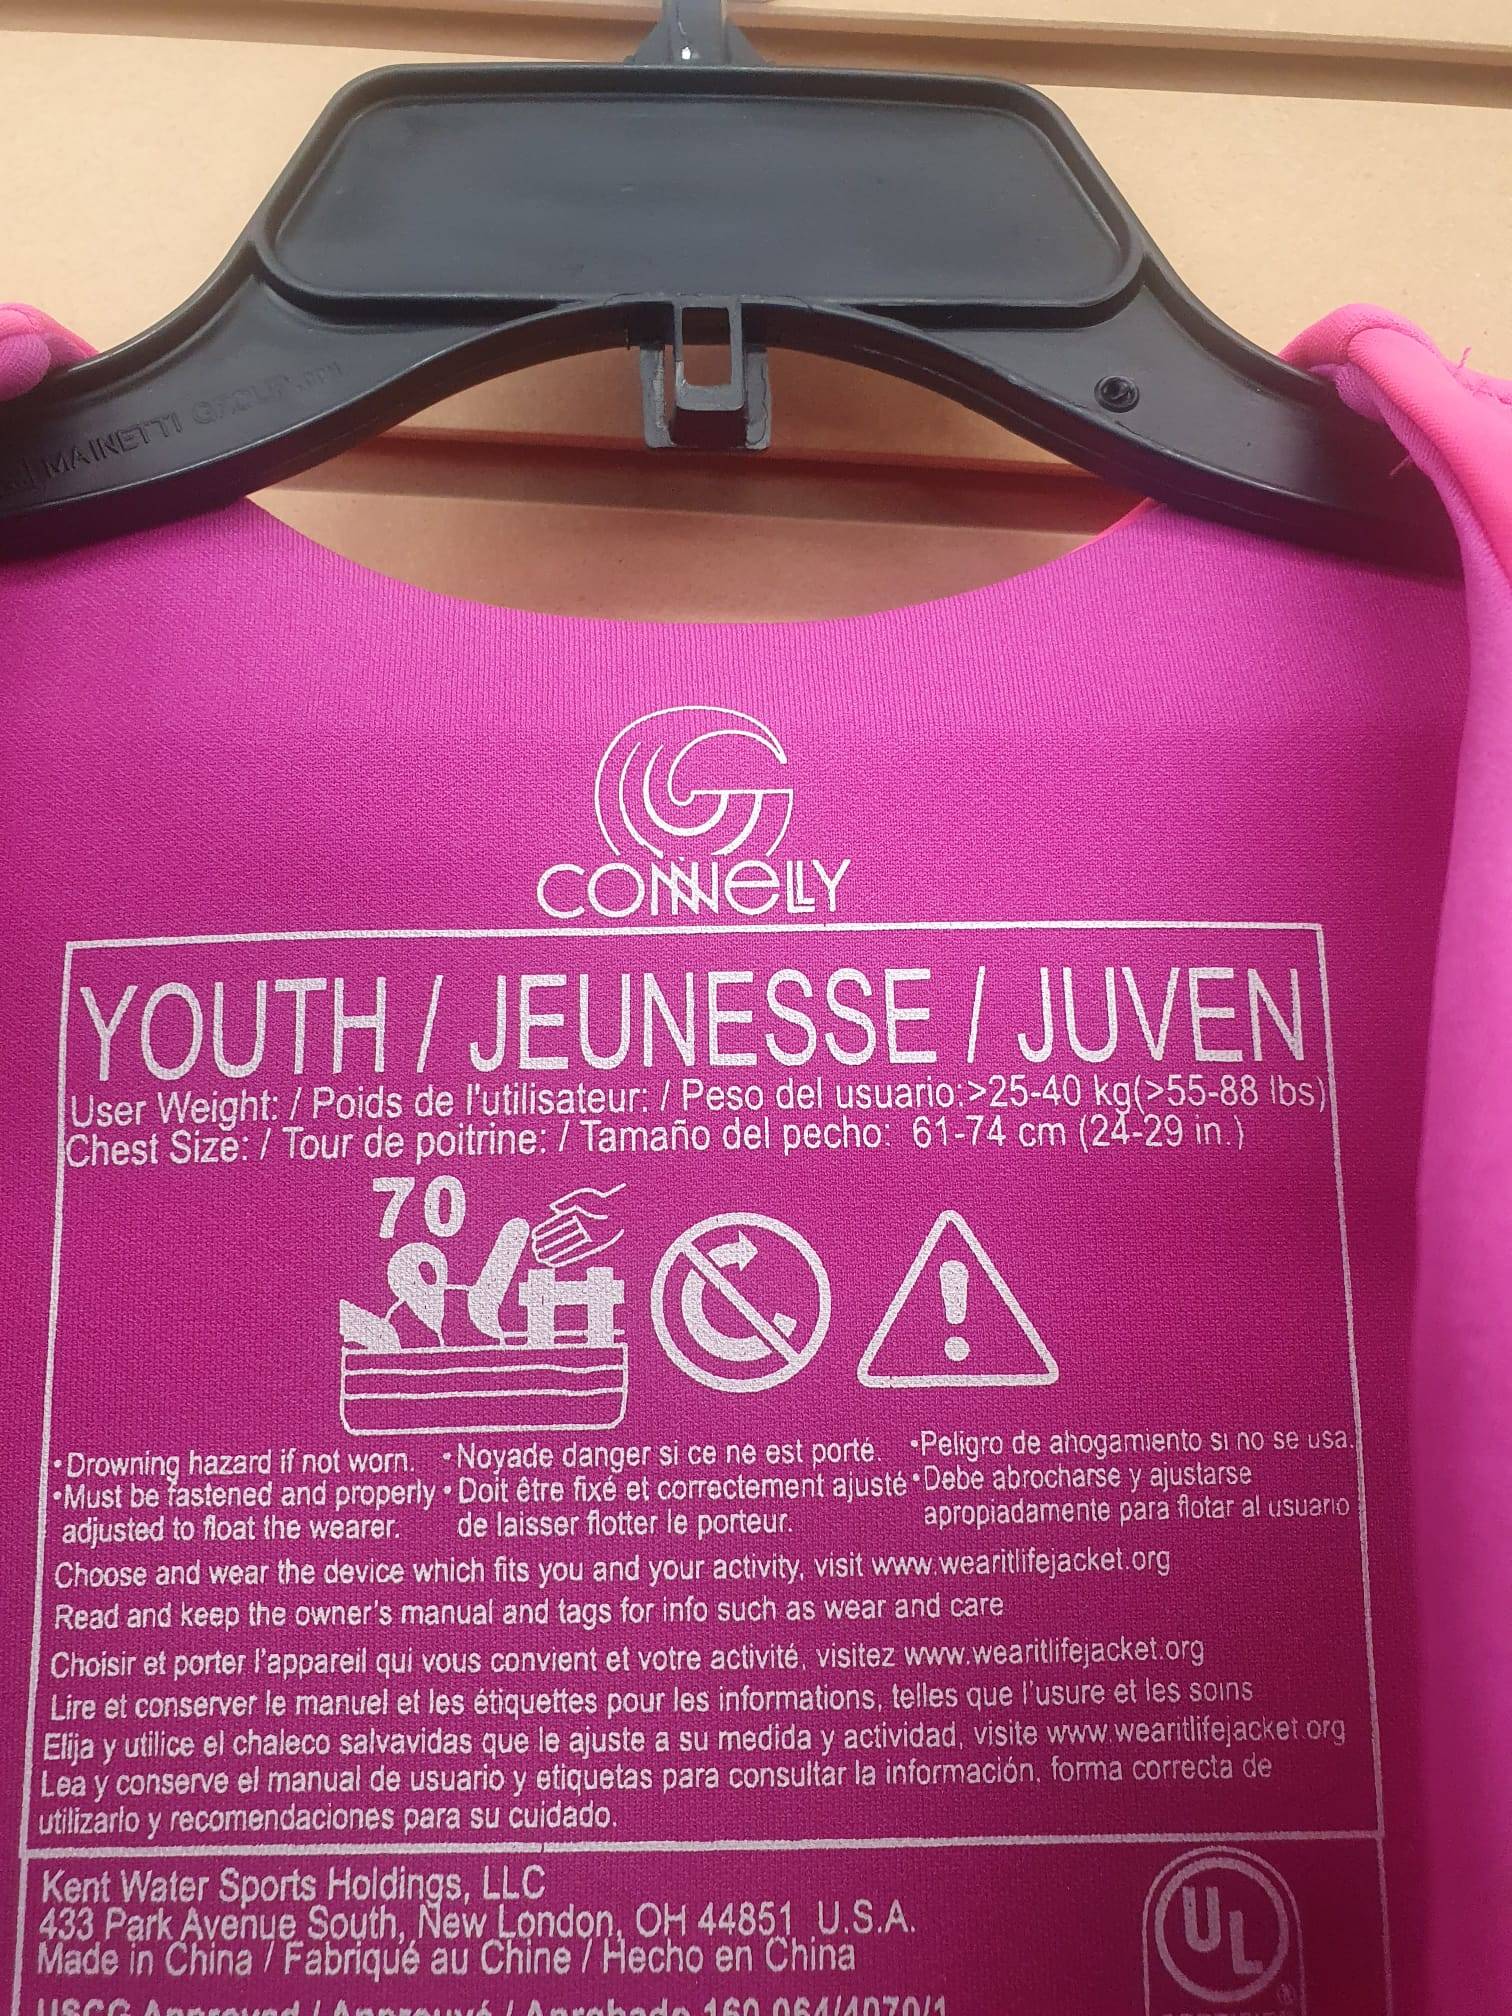 MAINETTI GROUP.COM
CONNELLY
YOUTH / JEUNESSE / JUVEN
User Weight: / Poids de l'utilisateur: / Peso del usuario:>25-40 kg(>55-88 lbs)
Chest Size: / Tour de poitrine: / Tamaño del pecho: 61-74 cm (24-29 in.)
70
•Drowning hazard if not worn.
•Must be fastened and properly
adjusted to float the wearer.
•Noyade danger si ce ne est porté.
•Doit être fixé et correctement ajusté
de laisser flotter le porteur.
•Peligro de ahogamiento si no se usa.
•Debe abrocharse y ajustarse
apropiadamente para flotar al usuario
Choose and wear the device which fits you and your activity, visit www.wearitlifejacket.org
Read and keep the owner's manual and tags for info such as wear and care
Choisir et porter l'appareil qui vous convient et votre activité, visitez www.wearitlifejacket.org
Lire et conserver le manuel et les étiquettes pour les informations, telles que l'usure et les soins
Elija y utilice el chaleco salvavidas que le ajuste a su medida y actividad, visite www.wearitlifejacket.org
Lea y conserve el manual de usuario y etiquetas para consultar la información, forma correcta de
utilizarlo y recomendaciones para su cuidado.
Kent Water Sports Holdings, LLC
433 Park Avenue South, New London, OH 44851 U.S.A.
Made in China / Fabriqué au Chine / Hecho en China
UL
USCG Approved / Approuvé / Aprobado 160.064/4070/1